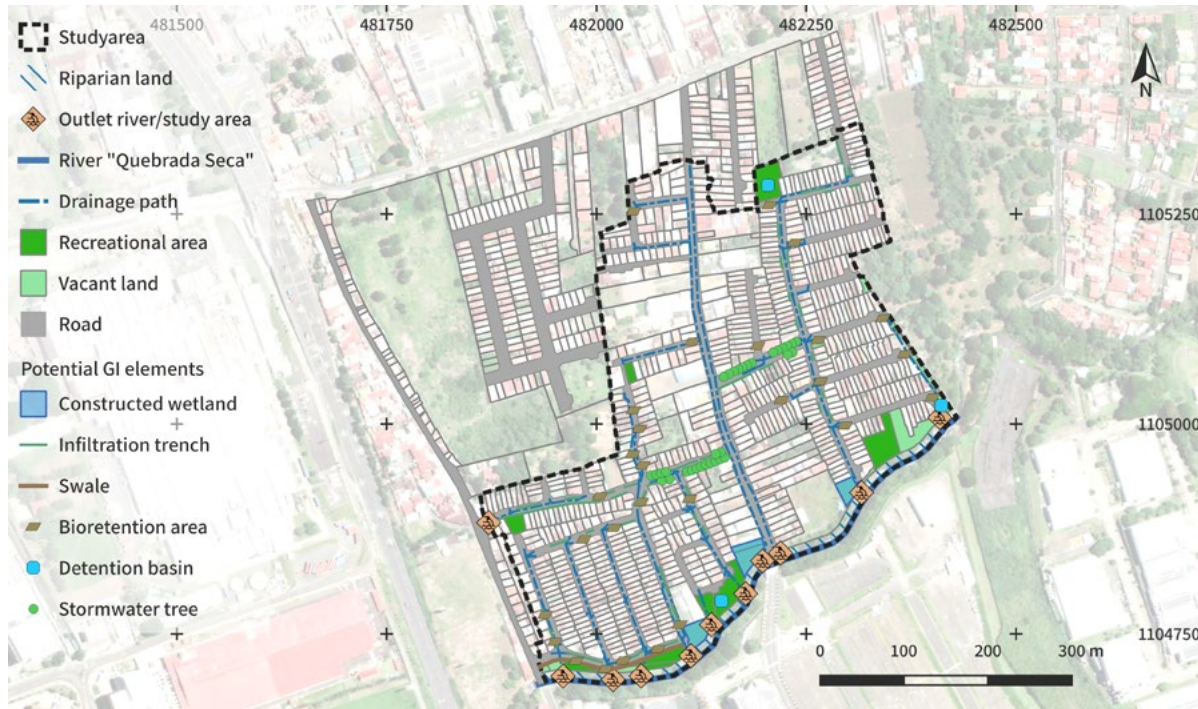 481500 481750 482000 482250 482500
Studyarea
Riparian land
Outlet river/study area
River "Quebrada Seca"
Drainage path
Recreational area
Vacant land
Road
Potential GI elements
Constructed wetland
Infiltration trench
Swale
Bioretention area
Detention basin
Stormwater tree
N
1105250
1105000
1104750
0 100 200 300 m